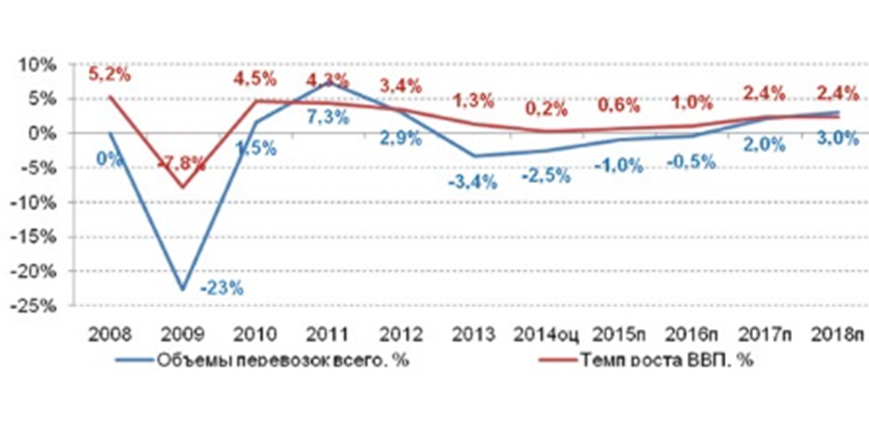 10%
5%
0%
-5%
-10%
-15%
-20%
-25%
5,2% -7,8% 4,5% 4,3% 3,4% 1,3% 0,2% 0,6% 1,0% 2,4% 2,4%
0% -23% 1,5% 7,3% 2,9% -3,4% -2,5% -1,0% -0,5% 2,0% 3,0%
2008 2009 2010 2011 2012 2013 2014оц 2015п 2016п 2017п 2018п
Объемы перевозок всего, % Темп роста ВВП, %